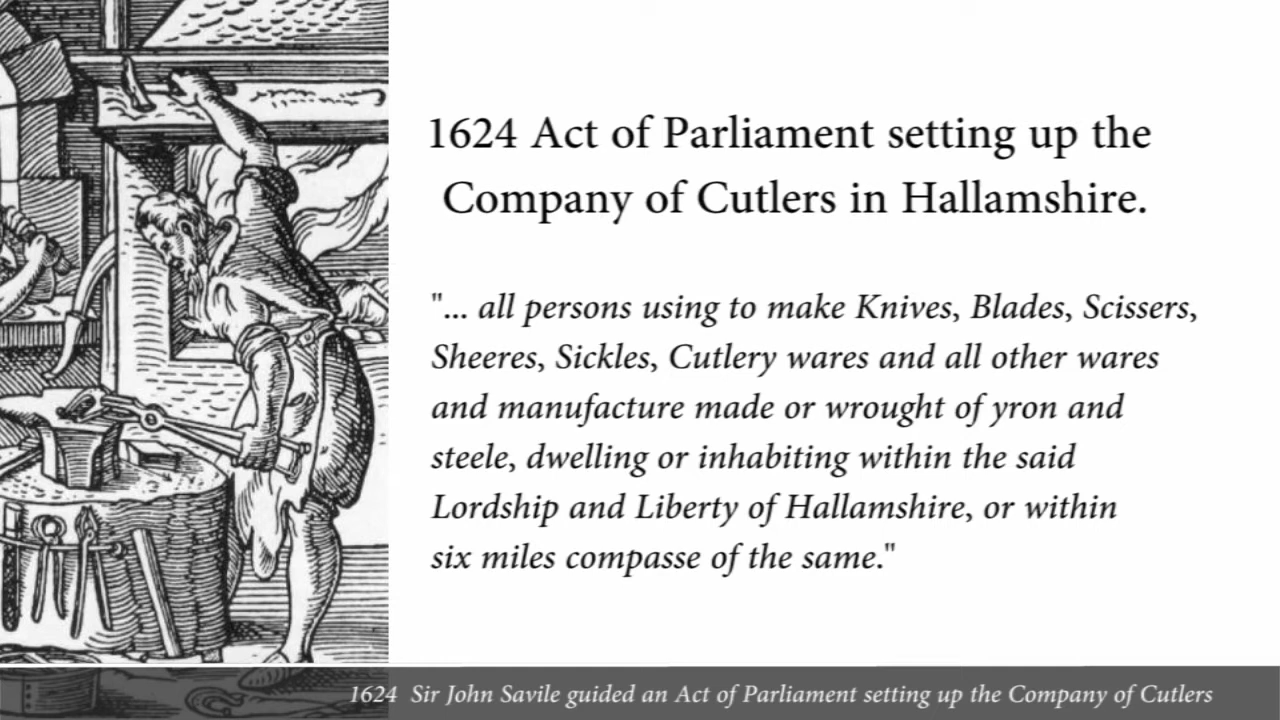 1624 Act of Parliament setting up the
Company of Cutlers in Hallamshire.
"... all persons using to make Knives, Blades, Scissers,
Sheeres, Sickles, Cutlery wares and all other wares
and manufacture made or wrought of yron and
steele, dwelling or inhabiting within the said
Lordship and Liberty of Hallamshire, or within
six miles compasse of the same."
1624 Sir John Savile guided an Act of Parliament setting up the Company of Cutlers